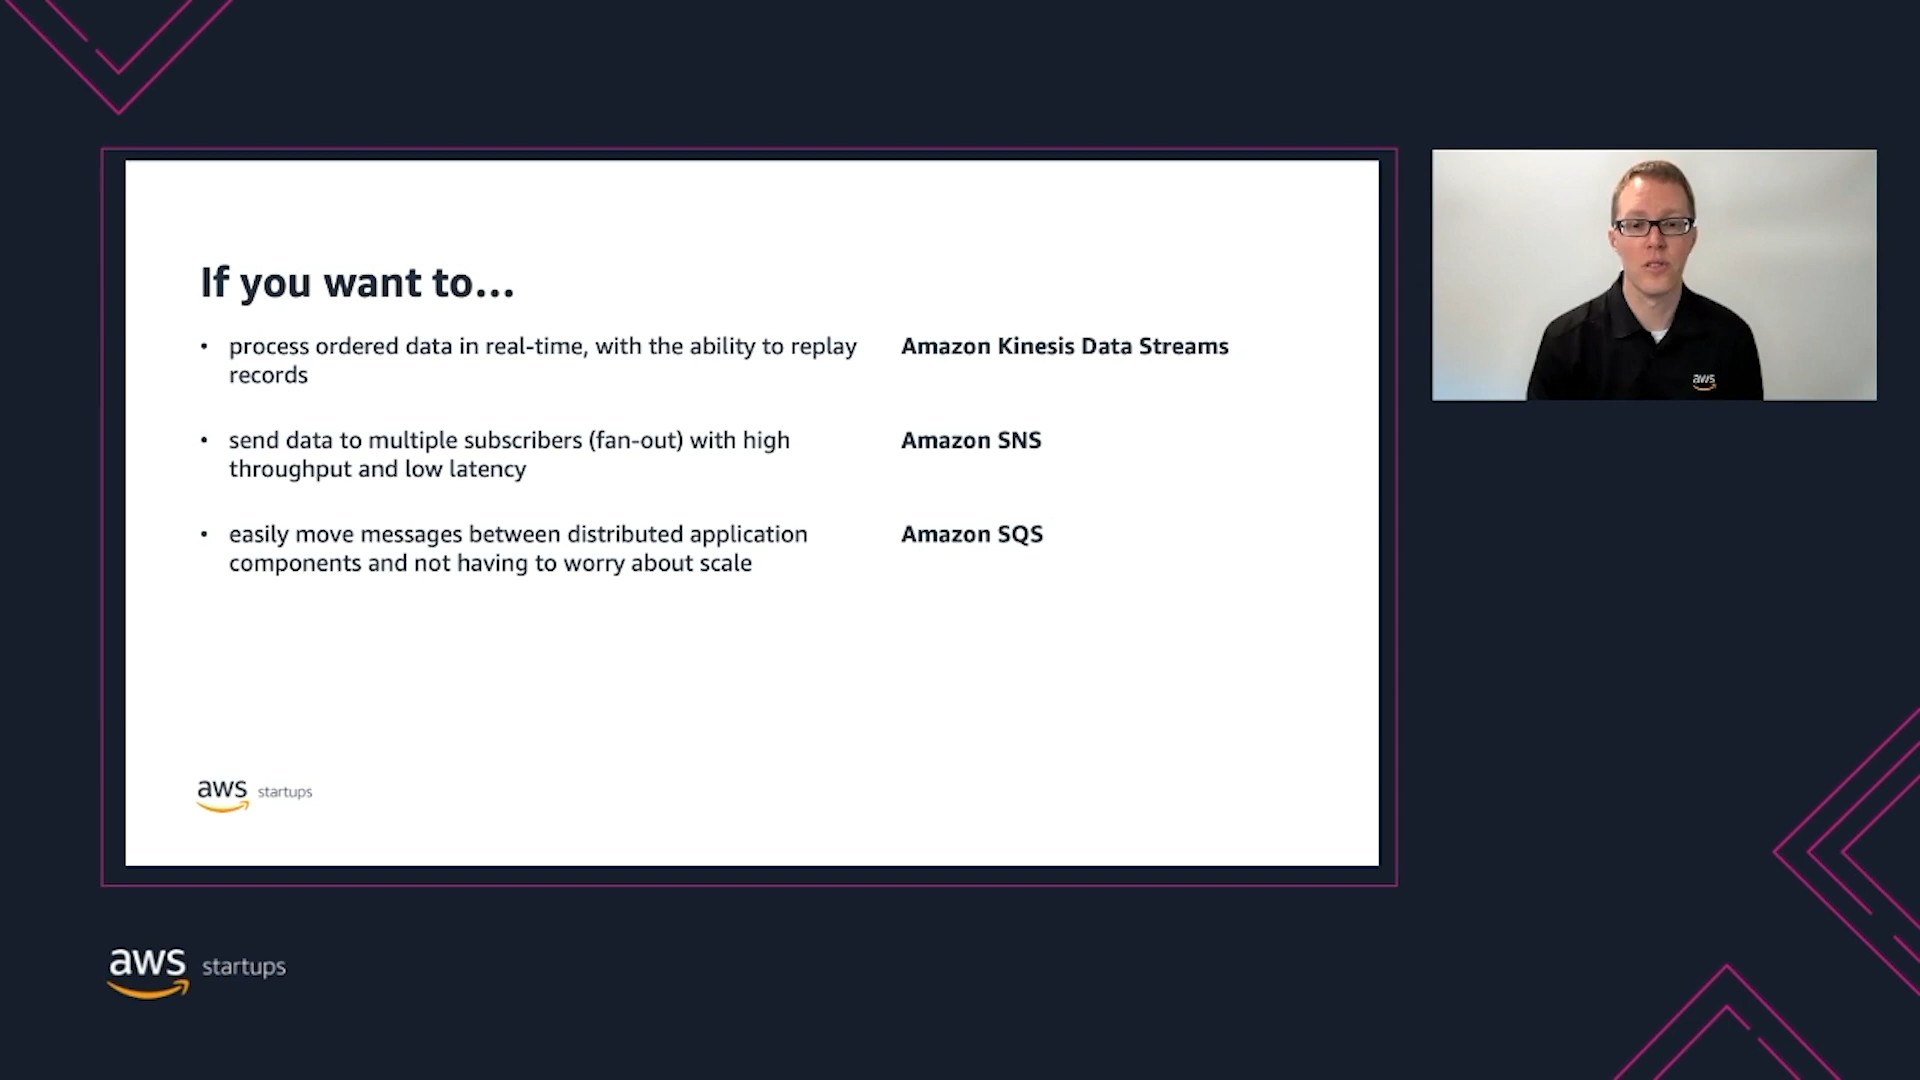 If you want to...
• process ordered data in real-time, with the ability to replay
records
Amazon Kinesis Data Streams
• send data to multiple subscribers (fan-out) with high
throughput and low latency
Amazon SNS
• easily move messages between distributed application
components and not having to worry about scale
Amazon SQS
aws startups
aws
aws startups